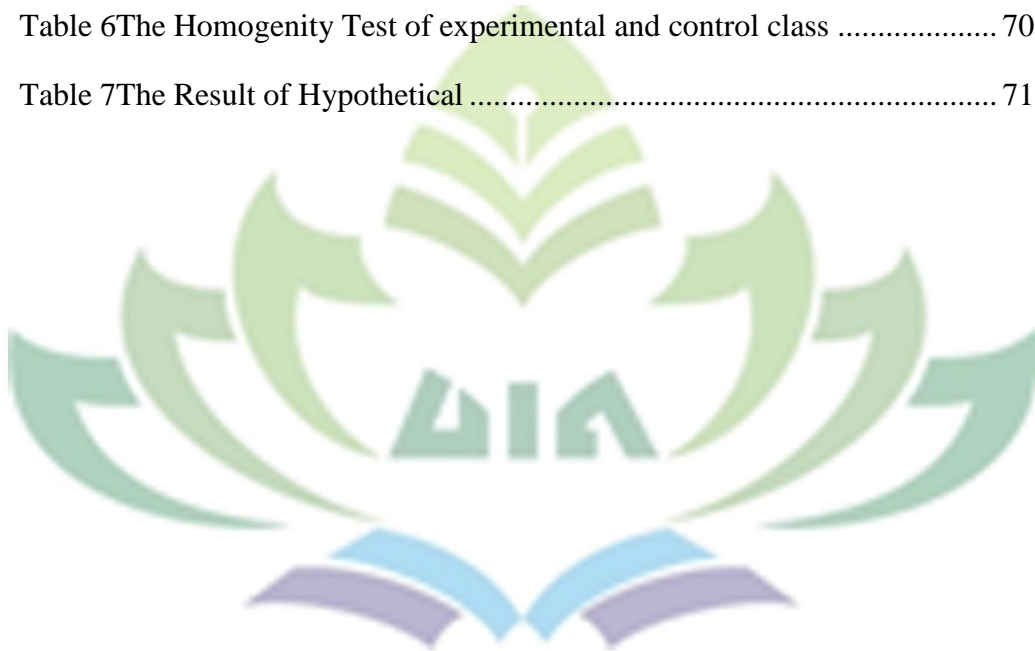 Table 6The Homogenity Test of experimental and control class ................... 70
Table 7The Result of Hypothetical ................................................................ 71